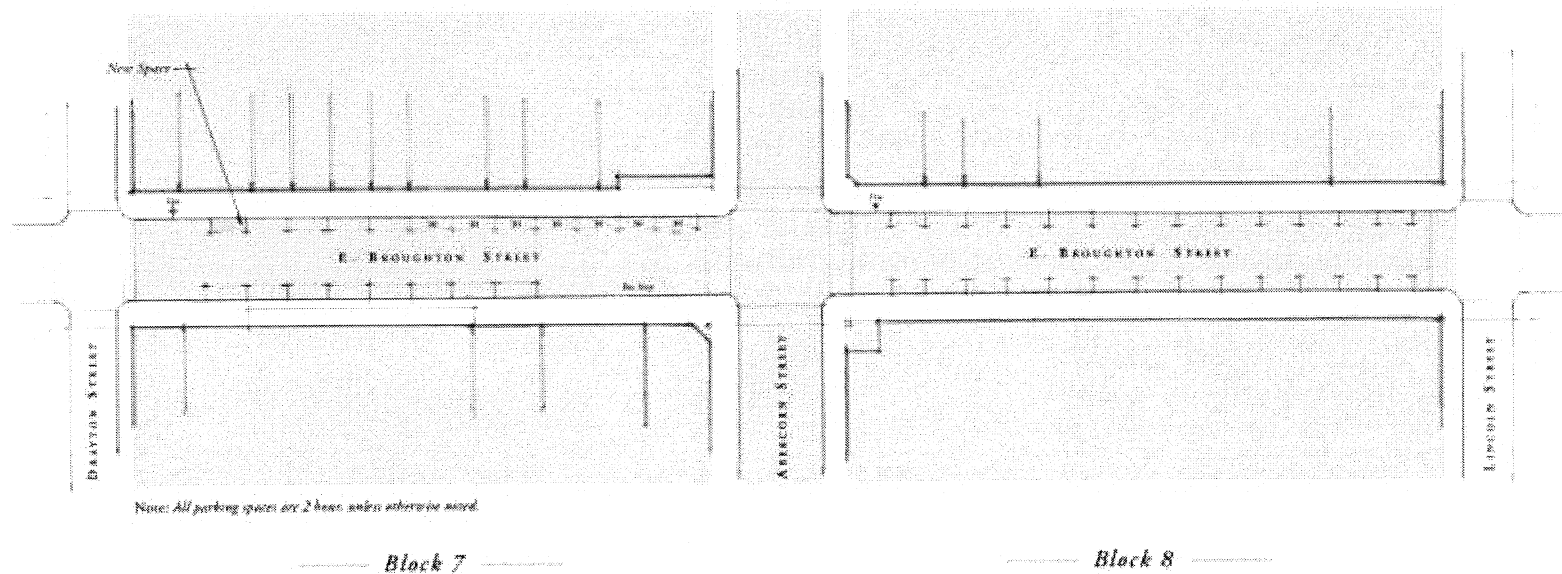 New Space
E. BROUGHTON STREET
E. BROUGHTON STREET
Bus Stop
DRAYTON STREET
ABERCORN STREET
LINCOLN STREET
Note: All parking spaces are 2 hours unless otherwise noted.
Block 7
Block 8